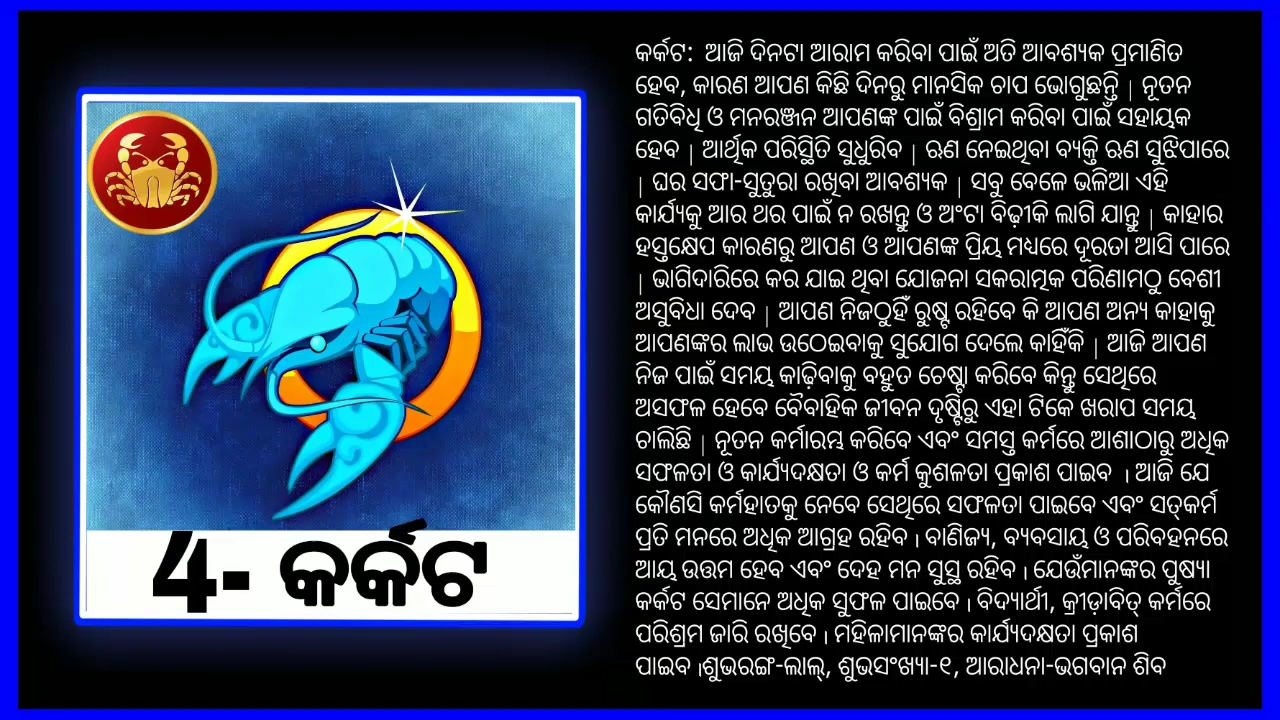 4- କର୍କଟ
କର୍କଟ: ଆଜି ଦିନଟା ଆରାମ କରିବା ପାଇଁ ଅତି ଆବଶ୍ୟକ ପ୍ରମାଣିତ
ହେବ, କାରଣ ଆପଣ କିଛି ଦିନରୁ ମାନସିକ ଚାପ ଭୋଗୁଛନ୍ତି | ନୂତନ
ଗତିବିଧି ଓ ମନରଞ୍ଜନ ଆପଣଙ୍କ ପାଇଁ ବିଶ୍ରାମ କରିବା ପାଇଁ ସହାୟକ
ହେବ | ଆର୍ଥିକ ପରିସ୍ଥିତି ସୁଧୁରିବ | ଋଣ ନେଇଥିବା ବ୍ୟକ୍ତି ଋଣ ସୁଝିପାରେ
| ଘର ସଫା-ସୁତୁରା ରଖିବା ଆବଶ୍ୟକ | ସବୁ ବେଳେ ଭଳିଆ ଏହି
କାର୍ଯ୍ୟକୁ ଆର ଥର ପାଇଁ ନ ରଖନ୍ତୁ ଓ ଅଂଟା ବିଢ଼ୀକି ଲାଗି ଯାନ୍ତୁ | କାହାର
ହସ୍ତକ୍ଷେପ କାରଣରୁ ଆପଣ ଓ ଆପଣଙ୍କ ପ୍ରିୟ ମଧ୍ୟରେ ଦୂରତା ଆସି ପାରେ
| ଭାଗିଦାରିରେ କର ଯାଇ ଥିବା ଯୋଜନା ସକରାତ୍ମକ ପରିଣାମଠୁ ବେଶୀ
ଅସୁବିଧା ଦେବ | ଆପଣ ନିଜଠୁହିଁ ରୁଷ୍ଟ ରହିବେ କି ଆପଣ ଅନ୍ୟ କାହାକୁ
ଆପଣଙ୍କର ଲାଭ ଉଠେଇବାକୁ ସୁଯୋଗ ଦେଲେ କାହିଁକି | ଆଜି ଆପଣ
ନିଜ ପାଇଁ ସମୟ କାଢ଼ିବାକୁ ବହୁତ ଚେଷ୍ଟା କରିବେ କିନ୍ତୁ ସେଥିରେ
ଅସଫଳ ହେବେ ବୈବାହିକ ଜୀବନ ଦୃଷ୍ଟିରୁ ଏହା ଟିକେ ଖରାପ ସମୟ
ଚାଲିଛି | ନୂତନ କର୍ମାରମ୍ଭ କରିବେ ଏବଂ ସମସ୍ତ କର୍ମରେ ଆଶାଠାରୁ ଅଧିକ
ସଫଳତା ଓ କାର୍ଯ୍ୟଦକ୍ଷତା ଓ କର୍ମ କୁଶଳତା ପ୍ରକାଶ ପାଇବ । ଆଜି ଯେ
କୌଣସି କର୍ମହାତକୁ ନେବେ ସେଥିରେ ସଫଳତା ପାଇବେ ଏବଂ ସତ୍‌କର୍ମ
ପ୍ରତି ମନରେ ଅଧିକ ଆଗ୍ରହ ରହିବ । ବାଣିଜ୍ୟ, ବ୍ୟବସାୟ ଓ ପରିବହନରେ
ଆୟ ଉତ୍ତମ ହେବ ଏବଂ ଦେହ ମନ ସୁସ୍ଥ ରହିବ । ଯେଉଁମାନଙ୍କର ପୁଷ୍ୟା
କର୍କଟ ସେମାନେ ଅଧିକ ସୁଫଳ ପାଇବେ । ବିଦ୍ୟାର୍ଥୀ, କ୍ରୀଡ଼ାବିତ୍ କର୍ମରେ
ପରିଶ୍ରମ ଜାରି ରଖିବେ । ମହିଳାମାନଙ୍କର କାର୍ଯ୍ୟଦକ୍ଷତା ପ୍ରକାଶ
ପାଇବ ।ଶୁଭରଙ୍ଗ-ଲାଲ୍, ଶୁଭସଂଖ୍ୟା-୧, ଆରାଧନା-ଭଗବାନ ଶିବ